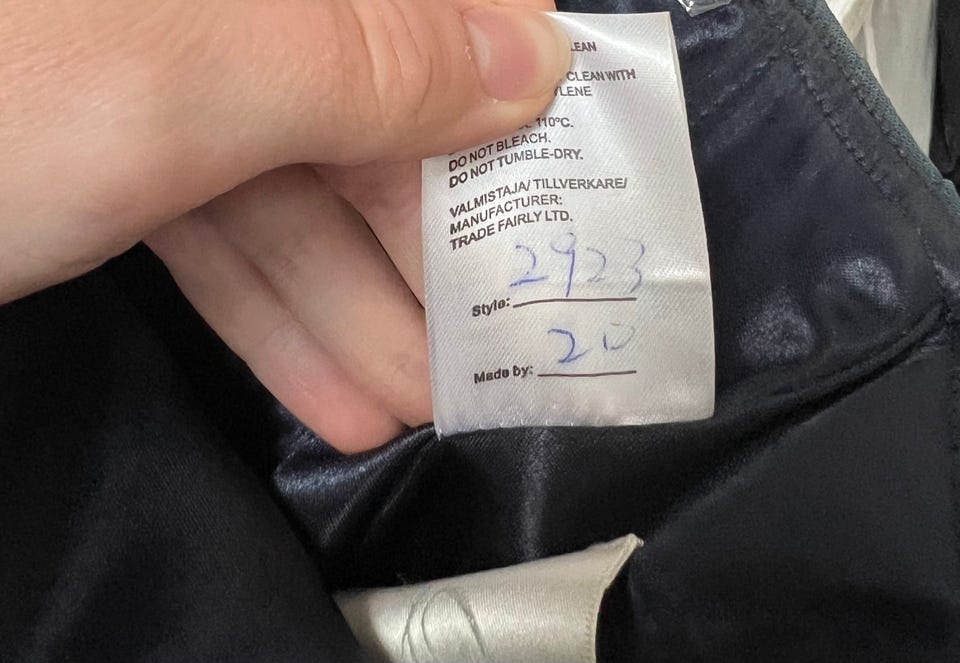 CLEAN WITH
110°C.
DO NOT BLEACH.
DO NOT TUMBLE-DRY.
VALMISTAJA/ TILLVERKARE/
MANUFACTURER:
TRADE FAIRLY LTD.
Style: 2923
Made by: 20